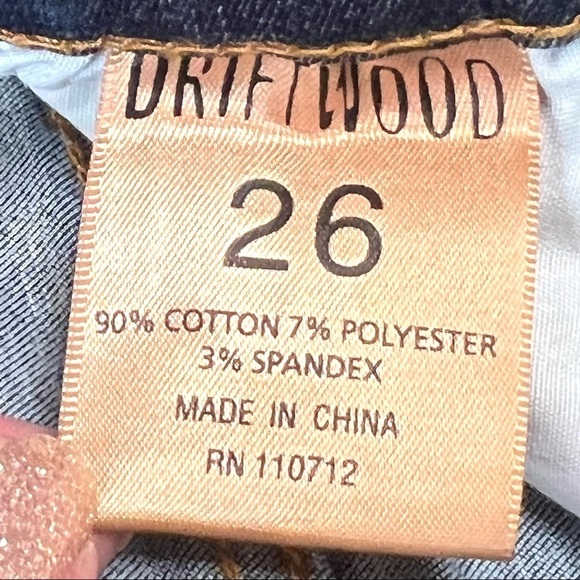 DRIFTWOOD
26
90% COTTON 7% POLYESTER
3% SPANDEX
MADE IN CHINA
RN 110712